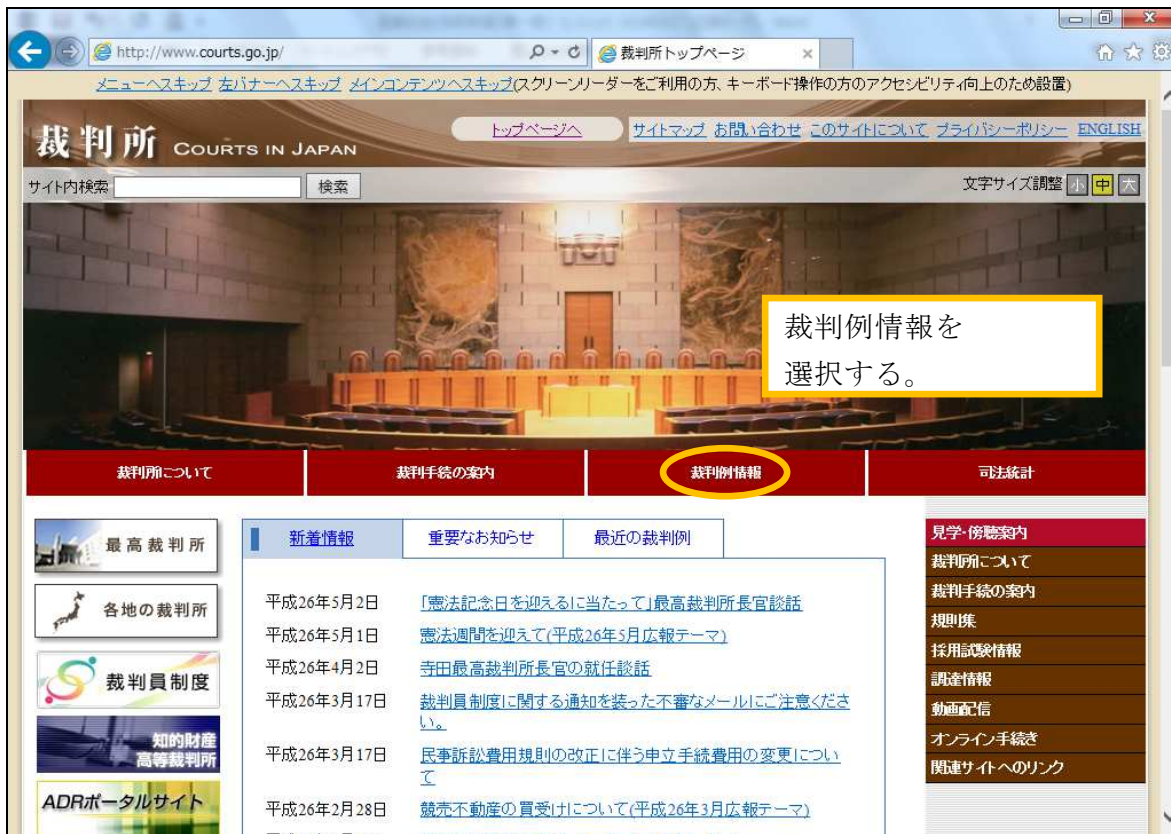 http://www.courts.go.jp/
裁判所トップページ
メニューへスキップ 左バナーへスキップ メインコンテンツへスキップ(スクリーンリーダーをご利用の方、キーボード操作の方のアクセシビリティ向上のため設置)
裁判所 COURTS IN JAPAN
トップページへ
サイトマップ お問い合わせ このサイトについて プライバシーポリシー ENGLISH
サイト内検索 検索
文字サイズ調整 小 中 大
裁判例情報を
選択する。
裁判所について 裁判手続の案内 裁判例情報 司法統計
最高裁判所
各地の裁判所
裁判員制度
知的財産
高等裁判所
ADRポータルサイト
新着情報 重要なお知らせ 最近の裁判例
平成26年5月2日 「憲法記念日を迎えるに当たって」最高裁判所長官談話
平成26年5月1日 憲法週間を迎えて(平成26年5月広報テーマ)
平成26年4月2日 寺田最高裁判所長官の就任談話
平成26年3月17日 裁判員制度に関する通知を装った不審なメールにご注意くださ
い。
平成26年3月17日 民事訴訟費用規則の改正に伴う申立手続費用の変更につい
て
平成26年2月28日 競売不動産の買受けについて(平成26年3月広報テーマ)
見学・傍聴案内
裁判所について
裁判手続の案内
規則集
採用試験情報
調達情報
動画配信
オンライン手続き
関連サイトへのリンク